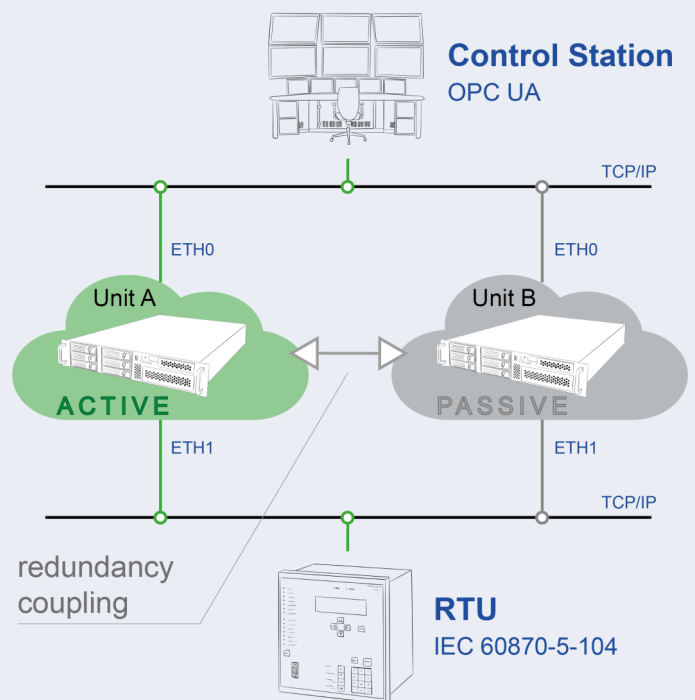 Control Station
OPC UA
TCP/IP
ETH0
ETH0
Unit A
Unit B
ACTIVE
PASSIVE
ETH1
ETH1
TCP/IP
redundancy
coupling
RTU
IEC 60870-5-104